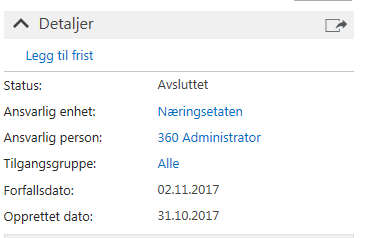 Detaljer
Legg til frist
Status: Avsluttet
Ansvarlig enhet: Næringsetaten
Ansvarlig person: 360 Administrator
Tilgangsgruppe: Alle
Forfallsdato: 02.11.2017
Opprettet dato: 31.10.2017